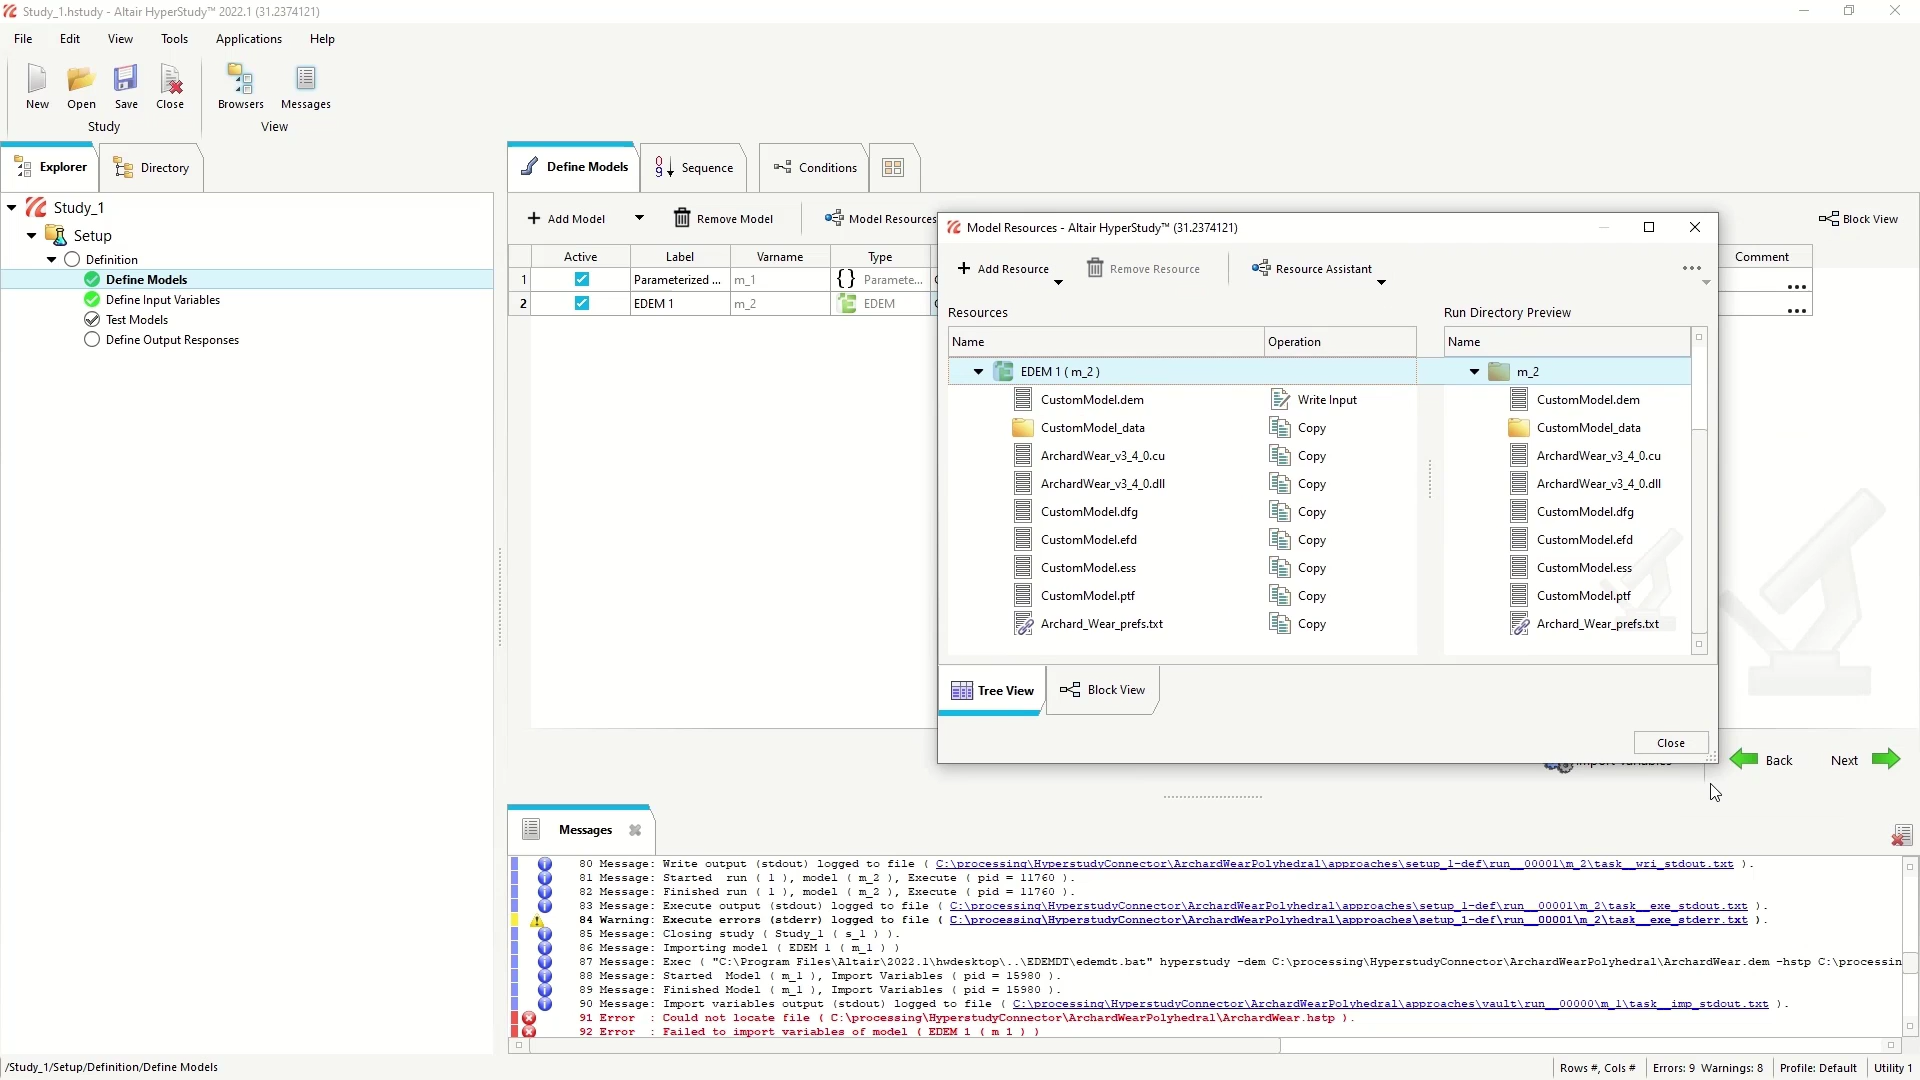 Study_1.hstudy - Altair HyperStudy™ 2022.1 (31.2374121)
File Edit View Tools Applications Help
New Open Save Close Browsers Messages
Study View
Explorer Directory
Study_1
Setup
Definition
Define Models
Define Input Variables
Test Models
Define Output Responses
Define Models Sequence Conditions
Add Model Remove Model Model Resources Block View
Active Label Varname Type Comment
1 Parameterized ... m_1 {} Paramete...
2 EDEM 1 m_2 EDEM
Model Resources - Altair HyperStudy™ (31.2374121)
Add Resource Remove Resource Resource Assistant
Resources Run Directory Preview
Name Operation Name
EDEM 1 ( m_2 ) m_2
CustomModel.dem Write Input CustomModel.dem
CustomModel_data Copy CustomModel_data
ArchardWear_v3_4_0.cu Copy ArchardWear_v3_4_0.cu
ArchardWear_v3_4_0.dll Copy ArchardWear_v3_4_0.dll
CustomModel.dfg Copy CustomModel.dfg
CustomModel.efd Copy CustomModel.efd
CustomModel.ess Copy CustomModel.ess
CustomModel.ptf Copy CustomModel.ptf
Archard_Wear_prefs.txt Copy Archard_Wear_prefs.txt
Tree View Block View
Close
Back Next
Messages
80 Message: Write output (stdout) logged to file ( C:\processing\HyperstudyConnector\ArchardWearPolyhedral\approaches\setup_1-def\run__00001\m_2\task__wri_stdout.txt ).
81 Message: Started run ( 1 ), model ( m_2 ), Execute ( pid = 11760 ).
82 Message: Finished run ( 1 ), model ( m_2 ), Execute ( pid = 11760 ).
83 Message: Execute output (stdout) logged to file ( C:\processing\HyperstudyConnector\ArchardWearPolyhedral\approaches\setup_1-def\run__00001\m_2\task__exe_stdout.txt ).
84 Warning: Execute errors (stderr) logged to file ( C:\processing\HyperstudyConnector\ArchardWearPolyhedral\approaches\setup_1-def\run__00001\m_2\task__exe_stderr.txt ).
85 Message: Closing study ( Study_1 ( s_1 ) ).
86 Message: Importing model ( EDEM 1 ( m_1 ) )
87 Message: Exec ( "C:\Program Files\Altair\2022.1\hwdesktop\..\EDEMDT\edemdt.bat" hyperstudy -dem C:\processing\HyperstudyConnector\ArchardWearPolyhedral\ArchardWear.dem -hstp C:\processin
88 Message: Started Model ( m_1 ), Import Variables ( pid = 15980 ).
89 Message: Finished Model ( m_1 ), Import Variables ( pid = 15980 ).
90 Message: Import variables output (stdout) logged to file ( C:\processing\HyperstudyConnector\ArchardWearPolyhedral\approaches\vault\run__00000\m_1\task__imp_stdout.txt ).
91 Error : Could not locate file ( C:\processing\HyperstudyConnector\ArchardWearPolyhedral\ArchardWear.hstp ).
92 Error : Failed to import variables of model ( EDEM 1 ( m_1 ) )
/Study_1/Setup/Definition/Define Models Rows #, Cols # Errors: 9 Warnings: 8 Profile: Default Utility 1